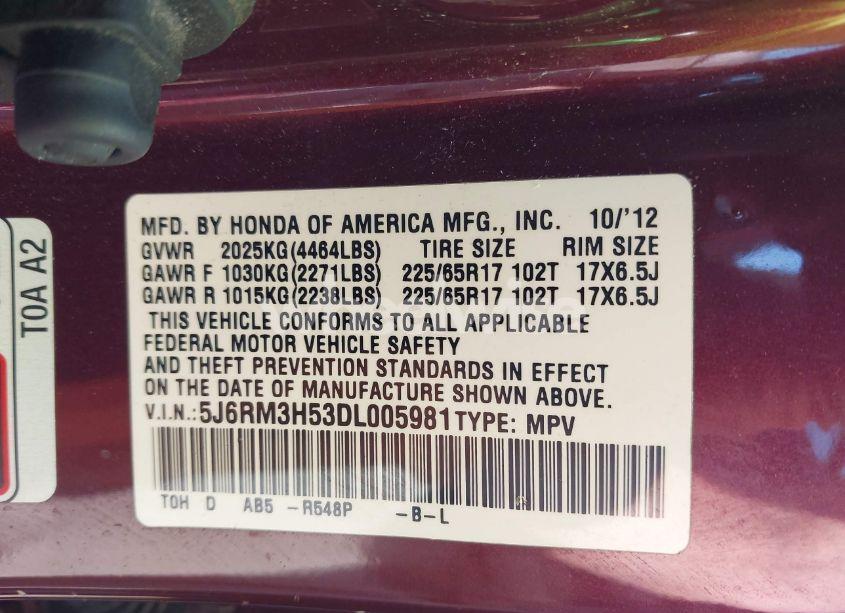 MFD. BY HONDA OF AMERICA MFG., INC. 10/'12
GVWR 2025KG(4464LBS) TIRE SIZE RIM SIZE
GAWR F 1030KG(2271LBS) 225/65R17 102T 17X6.5J
GAWR R 1015KG(2238LBS) 225/65R17 102T 17X6.5J
THIS VEHICLE CONFORMS TO ALL APPLICABLE
FEDERAL MOTOR VEHICLE SAFETY
AND THEFT PREVENTION STANDARDS IN EFFECT
ON THE DATE OF MANUFACTURE SHOWN ABOVE.
V.I.N.:5J6RM3H53DL005981 TYPE: MPV
TOH D AB5 -R548P -B-L
TOA A2